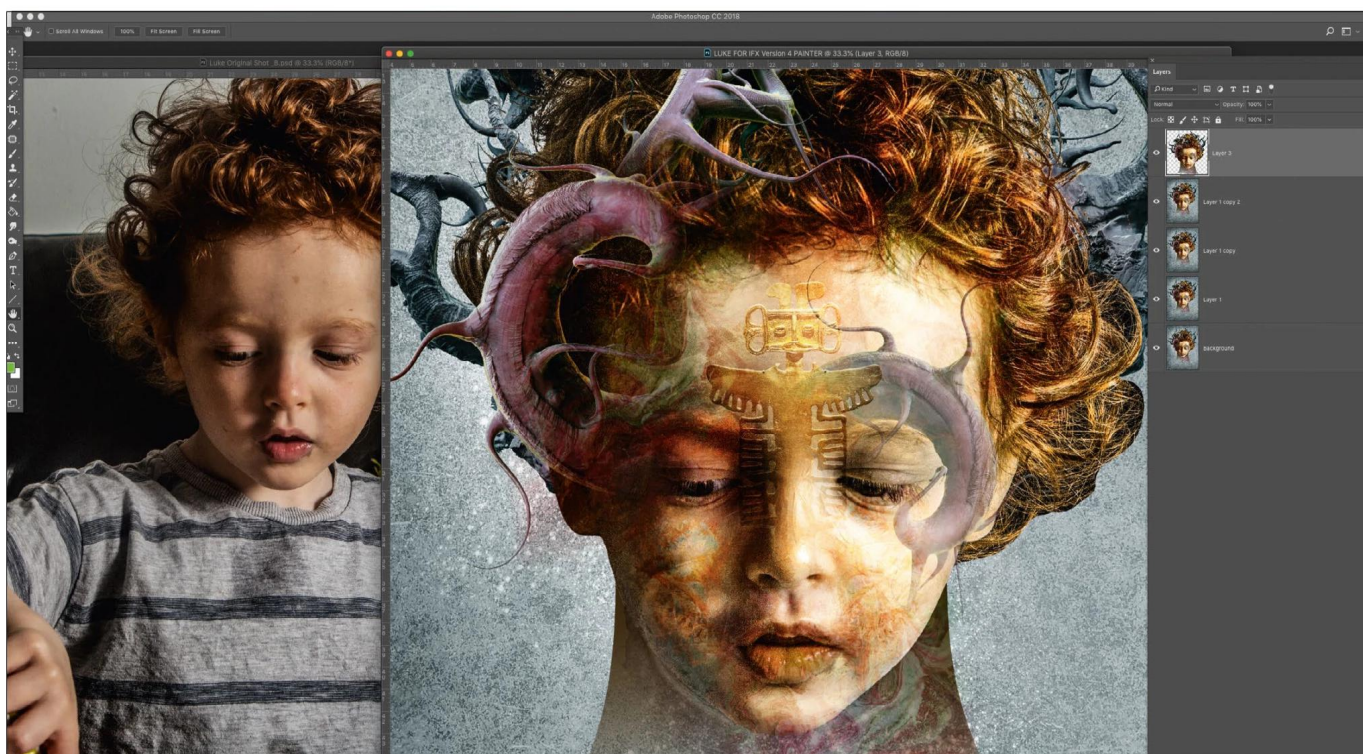 Adobe Photoshop CC 2018
Scroll All Windows 100% Fit Screen Fill Screen
Luke Original Shot _8.psd @ 33.3% (RGB/8*)
LUKE FOR IFX Version 4 PAINTER @ 33.3% (Layer 3, RGB/8)
Layers
Kind
Normal Opacity: 100%
Lock: Fill: 100%
Layer 3
Layer 1 copy 2
Layer 1 copy
Layer 1
Background